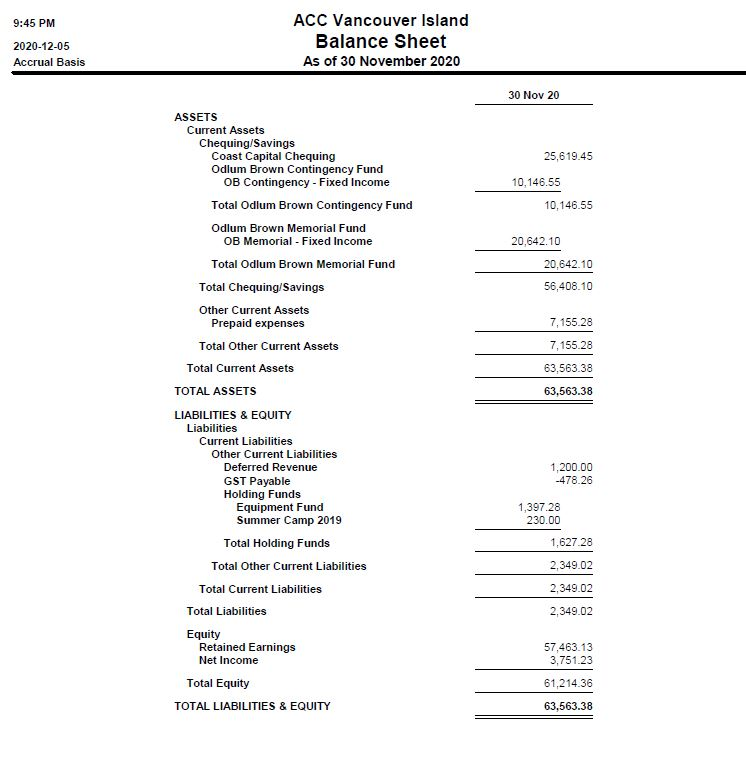 9:45 PM
ACC Vancouver Island
2020-12-05
Balance Sheet
Accrual Basis
As of 30 November 2020
30 Nov 20
ASSETS
Current Assets
Chequing/Savings
Coast Capital Chequing 25,619.45
Odlum Brown Contingency Fund
OB Contingency - Fixed Income 10,146.55
Total Odlum Brown Contingency Fund 10,146.55
Odlum Brown Memorial Fund
OB Memorial - Fixed Income 20,642.10
Total Odlum Brown Memorial Fund 20,642.10
Total Chequing/Savings 56,408.10
Other Current Assets
Prepaid expenses 7,155.28
Total Other Current Assets 7,155.28
Total Current Assets 63,563.38
TOTAL ASSETS 63,563.38
LIABILITIES & EQUITY
Liabilities
Current Liabilities
Other Current Liabilities
Deferred Revenue 1,200.00
GST Payable -478.26
Holding Funds
Equipment Fund 1,397.28
Summer Camp 2019 230.00
Total Holding Funds 1,627.28
Total Other Current Liabilities 2,349.02
Total Current Liabilities 2,349.02
Total Liabilities 2,349.02
Equity
Retained Earnings 57,463.13
Net Income 3,751.23
Total Equity 61,214.36
TOTAL LIABILITIES & EQUITY 63,563.38